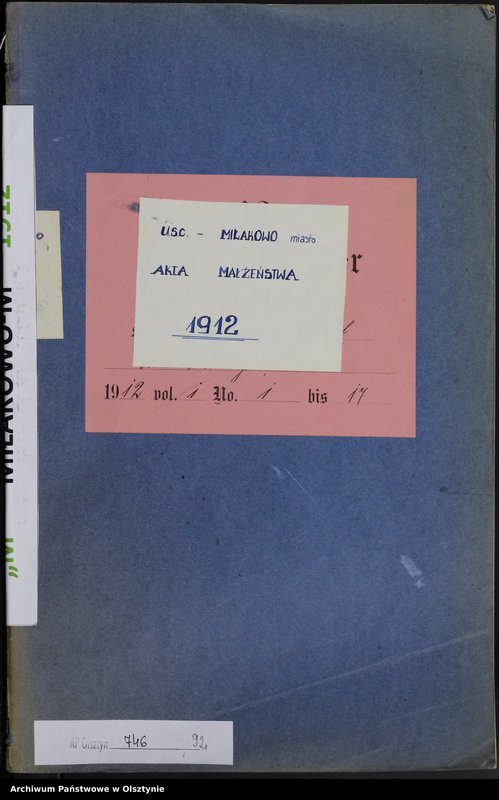 U.S.C. - MIŁAKOWO miasto
AKTA MAŁŻEŃSTWA
1912
r
1912 vol. 1 No. 1 bis 17
„M MIŁAKOWO-M 1912
AP Olsztyn 746 92
Archiwum Państwowe w Olsztynie